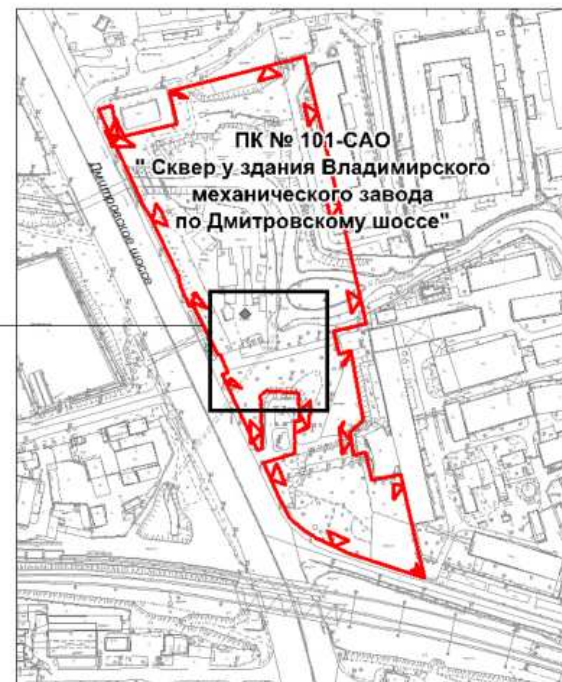 ПК № 101-САО
" Сквер у здания Владимирского
механического завода
по Дмитровскому шоссе"
Дмитровское шоссе